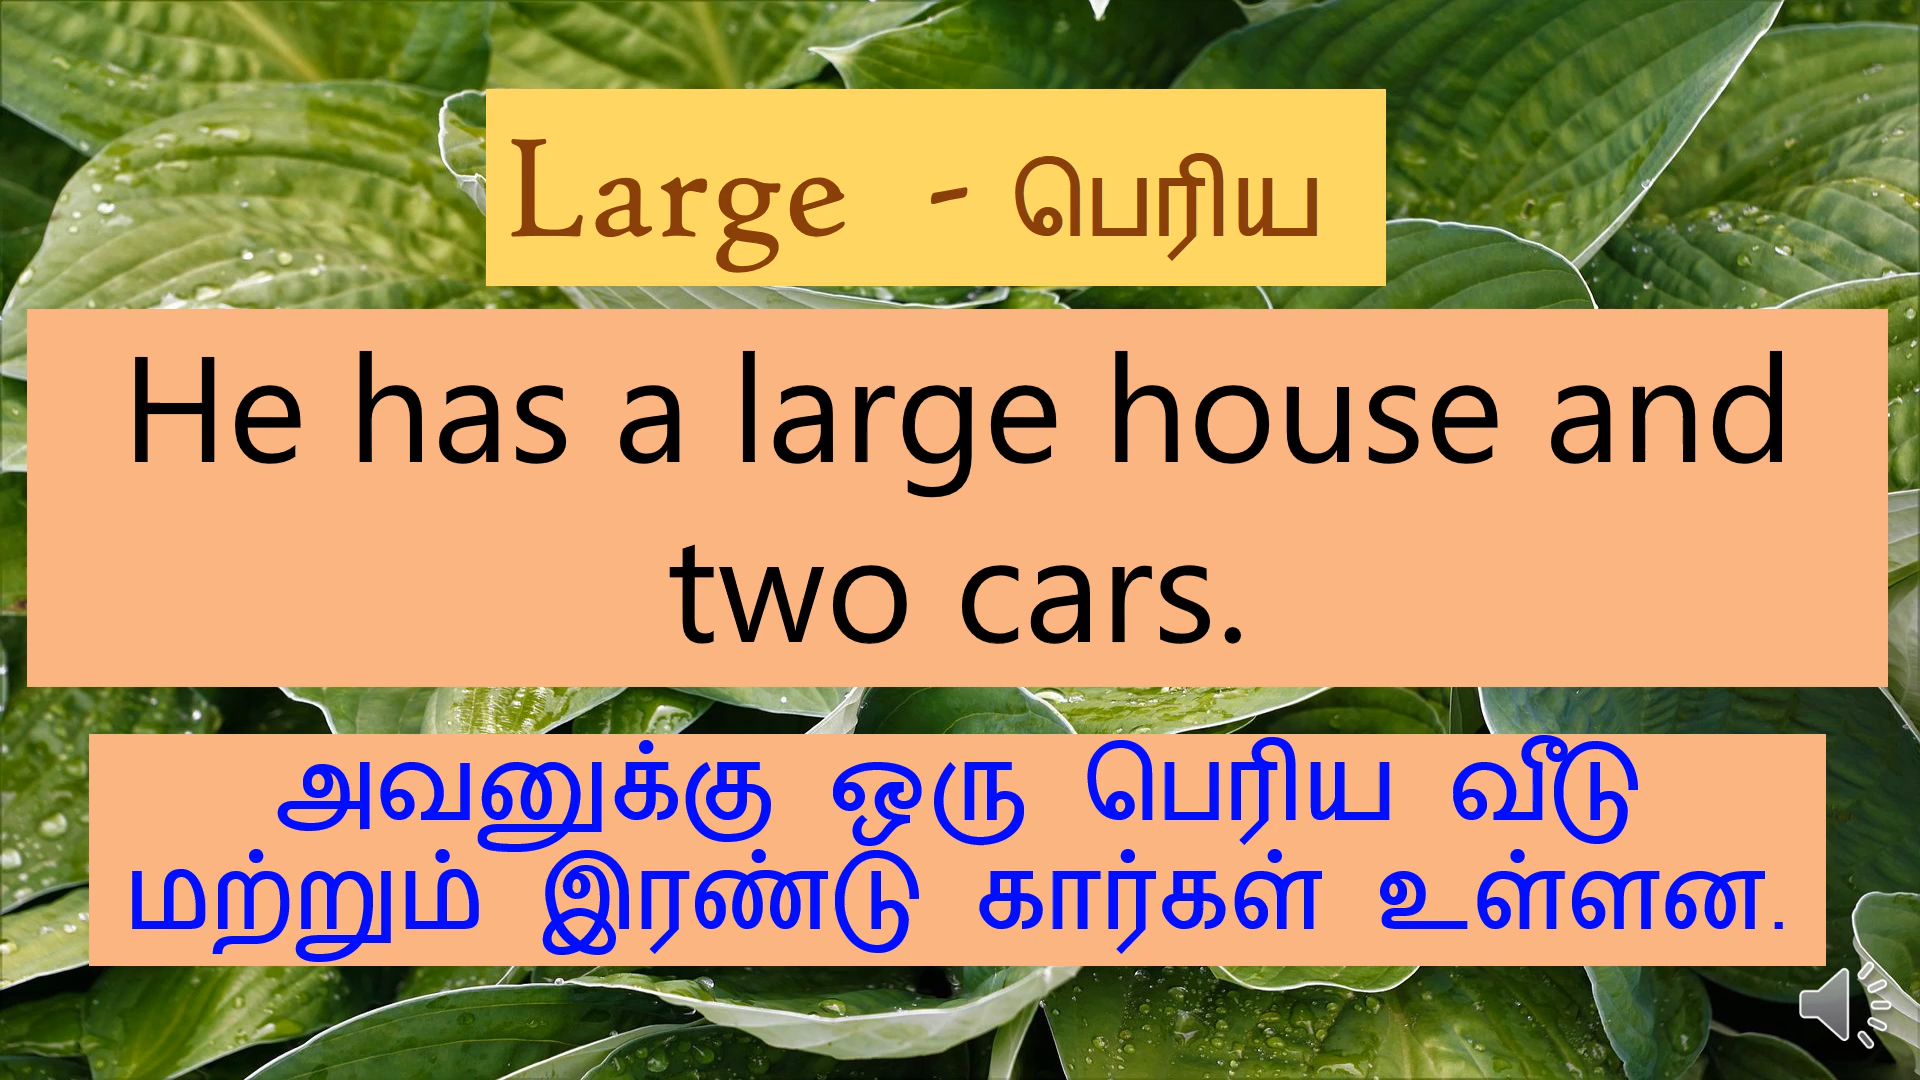 Large - பெரிய
He has a large house and
two cars.
அவனுக்கு ஒரு பெரிய வீடு
மற்றும் இரண்டு கார்கள் உள்ளன.